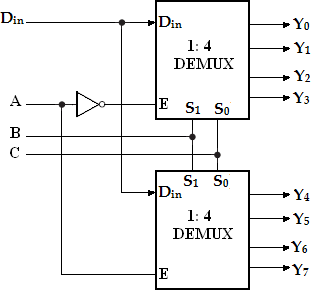 Din Din Y0
1: 4 Y1
DEMUX Y2
A E S1 S0 Y3
B
C
S1 S0
Din Y4
1: 4 Y5
DEMUX Y6
E Y7